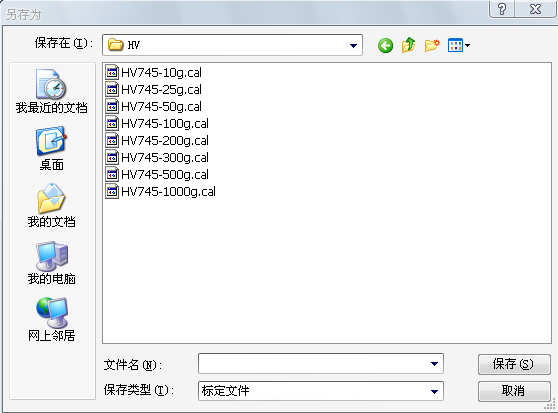 另存为
保存在(I):
HV
HV745-10g.cal
HV745-25g.cal
HV745-50g.cal
HV745-100g.cal
HV745-200g.cal
HV745-300g.cal
HV745-500g.cal
HV745-1000g.cal
我最近的文档
桌面
我的文档
我的电脑
网上邻居
文件名(N):
保存(S)
保存类型(T):
标定文件
取消